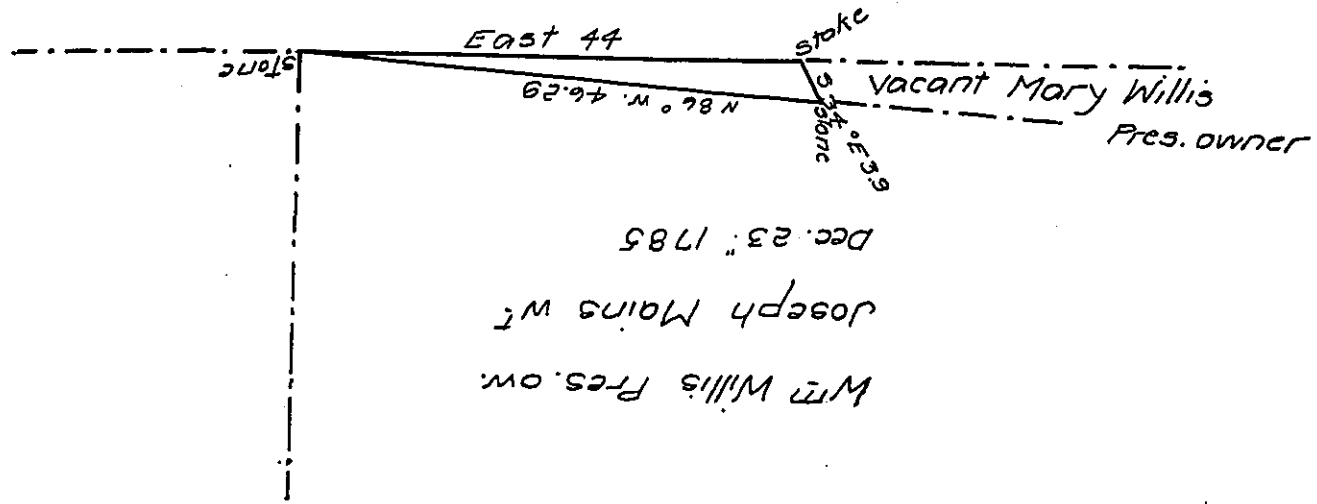 East 44
Stake
stone
N 86° W. 46.29
S 34° E 3.9
stone
Vacant Mary Willis
Pres. owner
Wm Willis Pres. ow.
Joseph Mains wt
Dec. 23" 1785